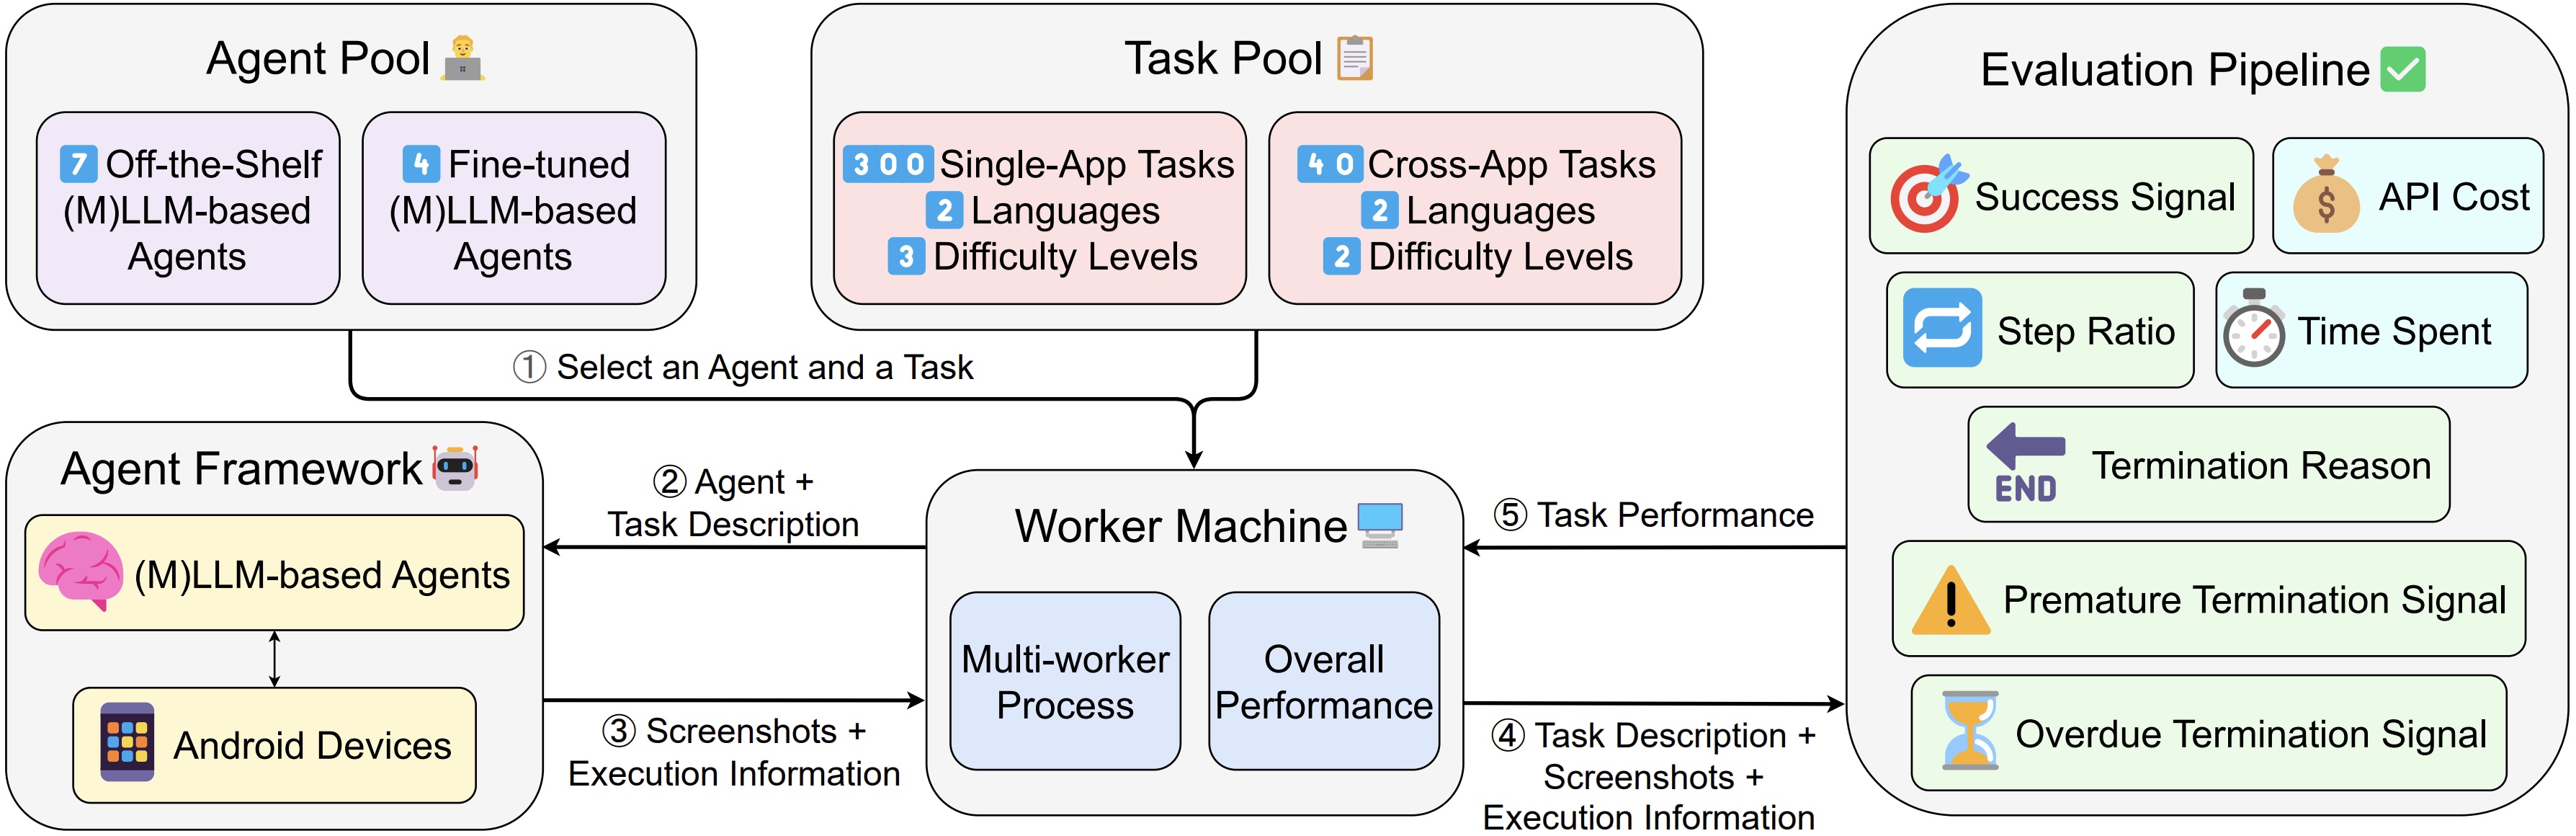 Agent Pool
7 Off-the-Shelf
(M)LLM-based
Agents
4 Fine-tuned
(M)LLM-based
Agents
Task Pool
300 Single-App Tasks
2 Languages
3 Difficulty Levels
40 Cross-App Tasks
2 Languages
2 Difficulty Levels
① Select an Agent and a Task
Agent Framework
(M)LLM-based Agents
Android Devices
② Agent +
Task Description
③ Screenshots +
Execution Information
Worker Machine
Multi-worker
Process
Overall
Performance
⑤ Task Performance
④ Task Description +
Screenshots +
Execution Information
Evaluation Pipeline
Success Signal
$
API Cost
Step Ratio
Time Spent
END
Termination Reason
Premature Termination Signal
Overdue Termination Signal